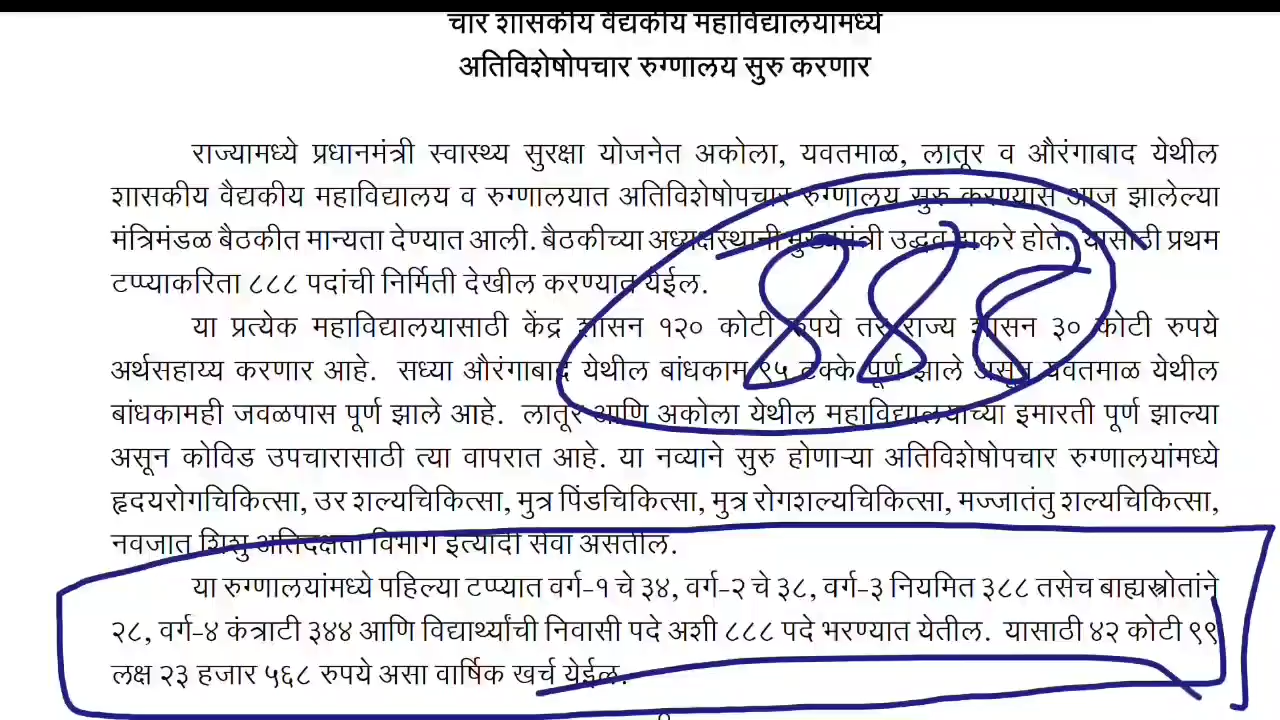 चार शासकीय वैद्यकीय महाविद्यालयामध्ये
अतिविशेषोपचार रुग्णालय सुरु करणार
राज्यामध्ये प्रधानमंत्री स्वास्थ्य सुरक्षा योजनेत अकोला, यवतमाळ, लातूर व औरंगाबाद येथील
शासकीय वैद्यकीय महाविद्यालय व रुग्णालयात अतिविशेषोपचार रुग्णालय सुरु करण्यास आज झालेल्या
मंत्रिमंडळ बैठकीत मान्यता देण्यात आली. बैठकीच्या अध्यक्षस्थानी मुख्यमंत्री उद्धव ठाकरे होते. यासाठी प्रथम
टप्प्याकरिता ८८८ पदांची निर्मिती देखील करण्यात येईल.
888
या प्रत्येक महाविद्यालयासाठी केंद्र शासन १२० कोटी रुपये तर राज्य शासन ३० कोटी रुपये
अर्थसहाय्य करणार आहे. सध्या औरंगाबाद येथील बांधकाम ९५ टक्के पूर्ण झाले असून यवतमाळ येथील
बांधकामही जवळपास पूर्ण झाले आहे. लातूर आणि अकोला येथील महाविद्यालयाच्या इमारती पूर्ण झाल्या
असून कोविड उपचारासाठी त्या वापरात आहे. या नव्याने सुरु होणाऱ्या अतिविशेषोपचार रुग्णालयांमध्ये
हृदयरोगचिकित्सा, उर शल्यचिकित्सा, मुत्र पिंडचिकित्सा, मुत्र रोगशल्यचिकित्सा, मज्जातंतु शल्यचिकित्सा,
नवजात शिशु अतिदक्षता विभाग इत्यादी सेवा असतील.
या रुग्णालयांमध्ये पहिल्या टप्प्यात वर्ग-१ चे ३४, वर्ग-२ चे ३८, वर्ग-३ नियमित ३८८ तसेच बाह्यस्त्रोतांने
२८, वर्ग-४ कंत्राटी ३४४ आणि विद्यार्थ्यांची निवासी पदे अशी ८८८ पदे भरण्यात येतील. यासाठी ४२ कोटी ९९
लक्ष २३ हजार ५६८ रुपये असा वार्षिक खर्च येईल.